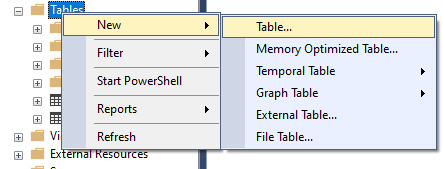 Tables
New
Table...
Memory Optimized Table...
Filter
Temporal Table
Start PowerShell
Graph Table
Reports
External Table...
Refresh
File Table...
External Resources